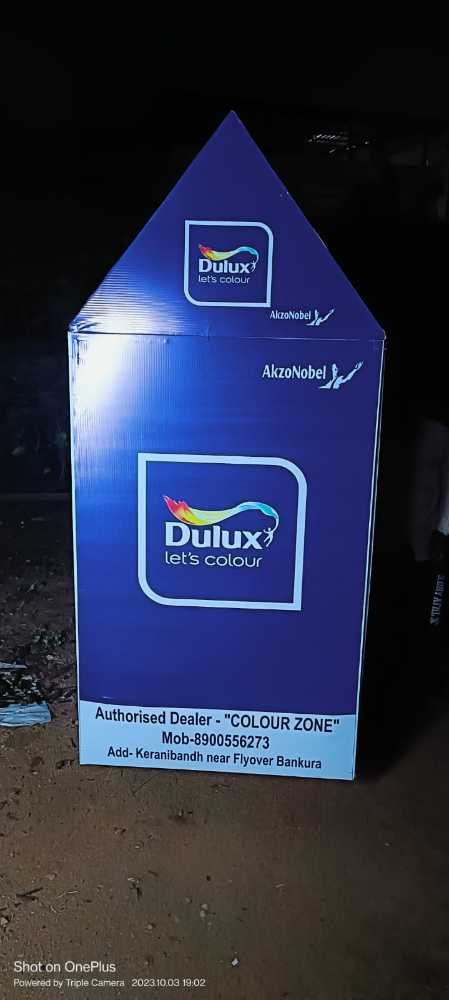 Dulux
let's colour
AkzoNobel
AkzoNobel
Dulux
let's colour
Authorised Dealer - "COLOUR ZONE"
Mob-8900556273
Add- Keranibandh near Flyover Bankura
Shot on OnePlus
Powered by Triple Camera 2023.10.03 19:02